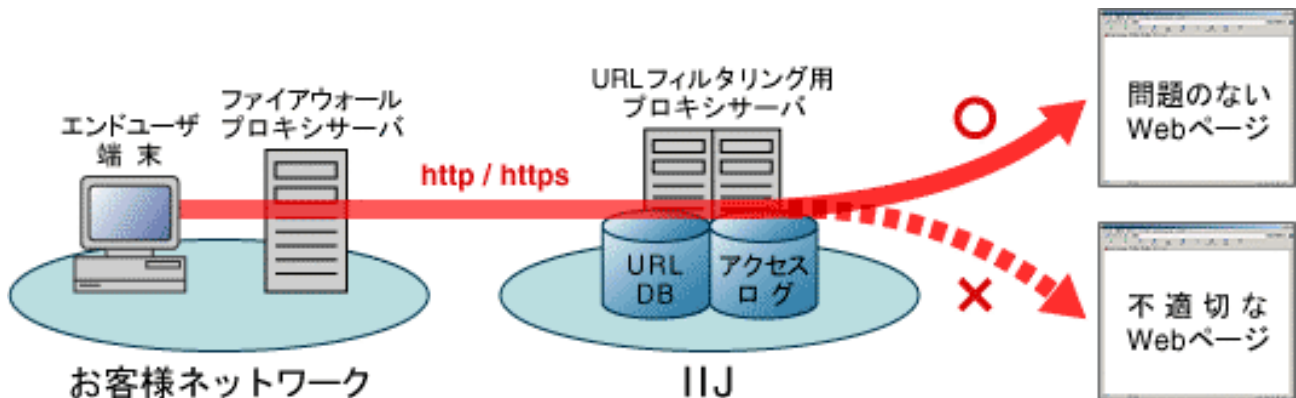 エンドユーザ
端 末
ファイアウォール
プロキシサーバ
http / https
URLフィルタリング用
プロキシサーバ
URL
DB
アクセス
ロ グ
○
×
問題のない
Webページ
不 適 切 な
Webページ
お客様ネットワーク
IIJ